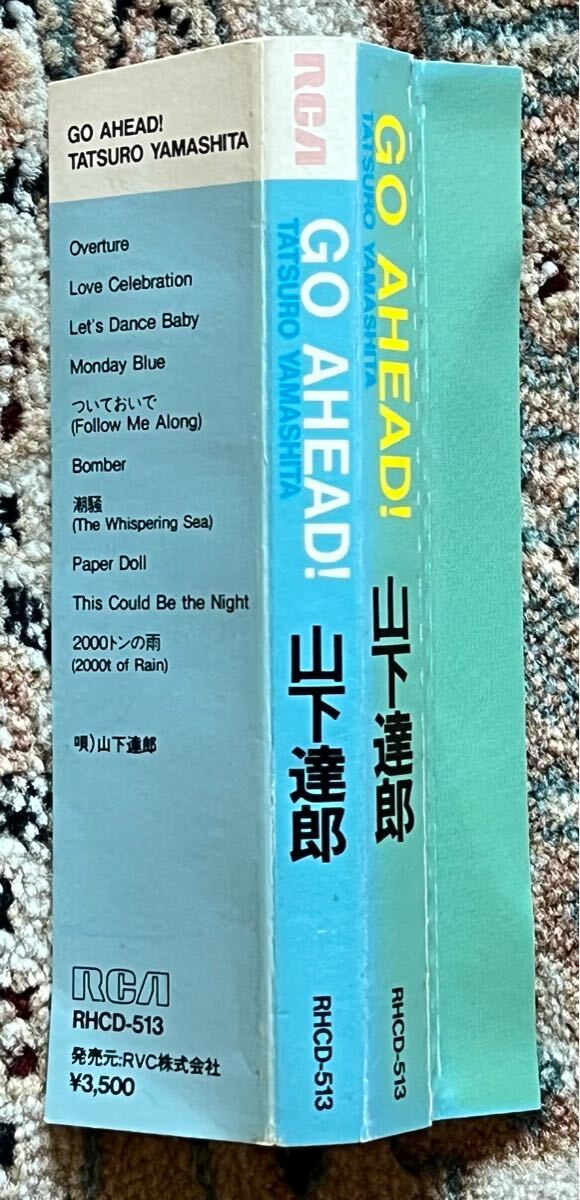 GO AHEAD!
TATSURO YAMASHITA
Overture
Love Celebration
Let's Dance Baby
Monday Blue
ついておいで
(Follow Me Along)
Bomber
潮騒
(The Whispering Sea)
Paper Doll
This Could Be the Night
2000トンの雨
(2000t of Rain)
唄)山下達郎
RCA
RHCD-513
発売元:RVC株式会社
¥3,500
RCA
GO AHEAD!
TATSURO YAMASHITA
山下達郎
RHCD-513
GO AHEAD!
TATSURO YAMASHITA
山下達郎
RHCD-513